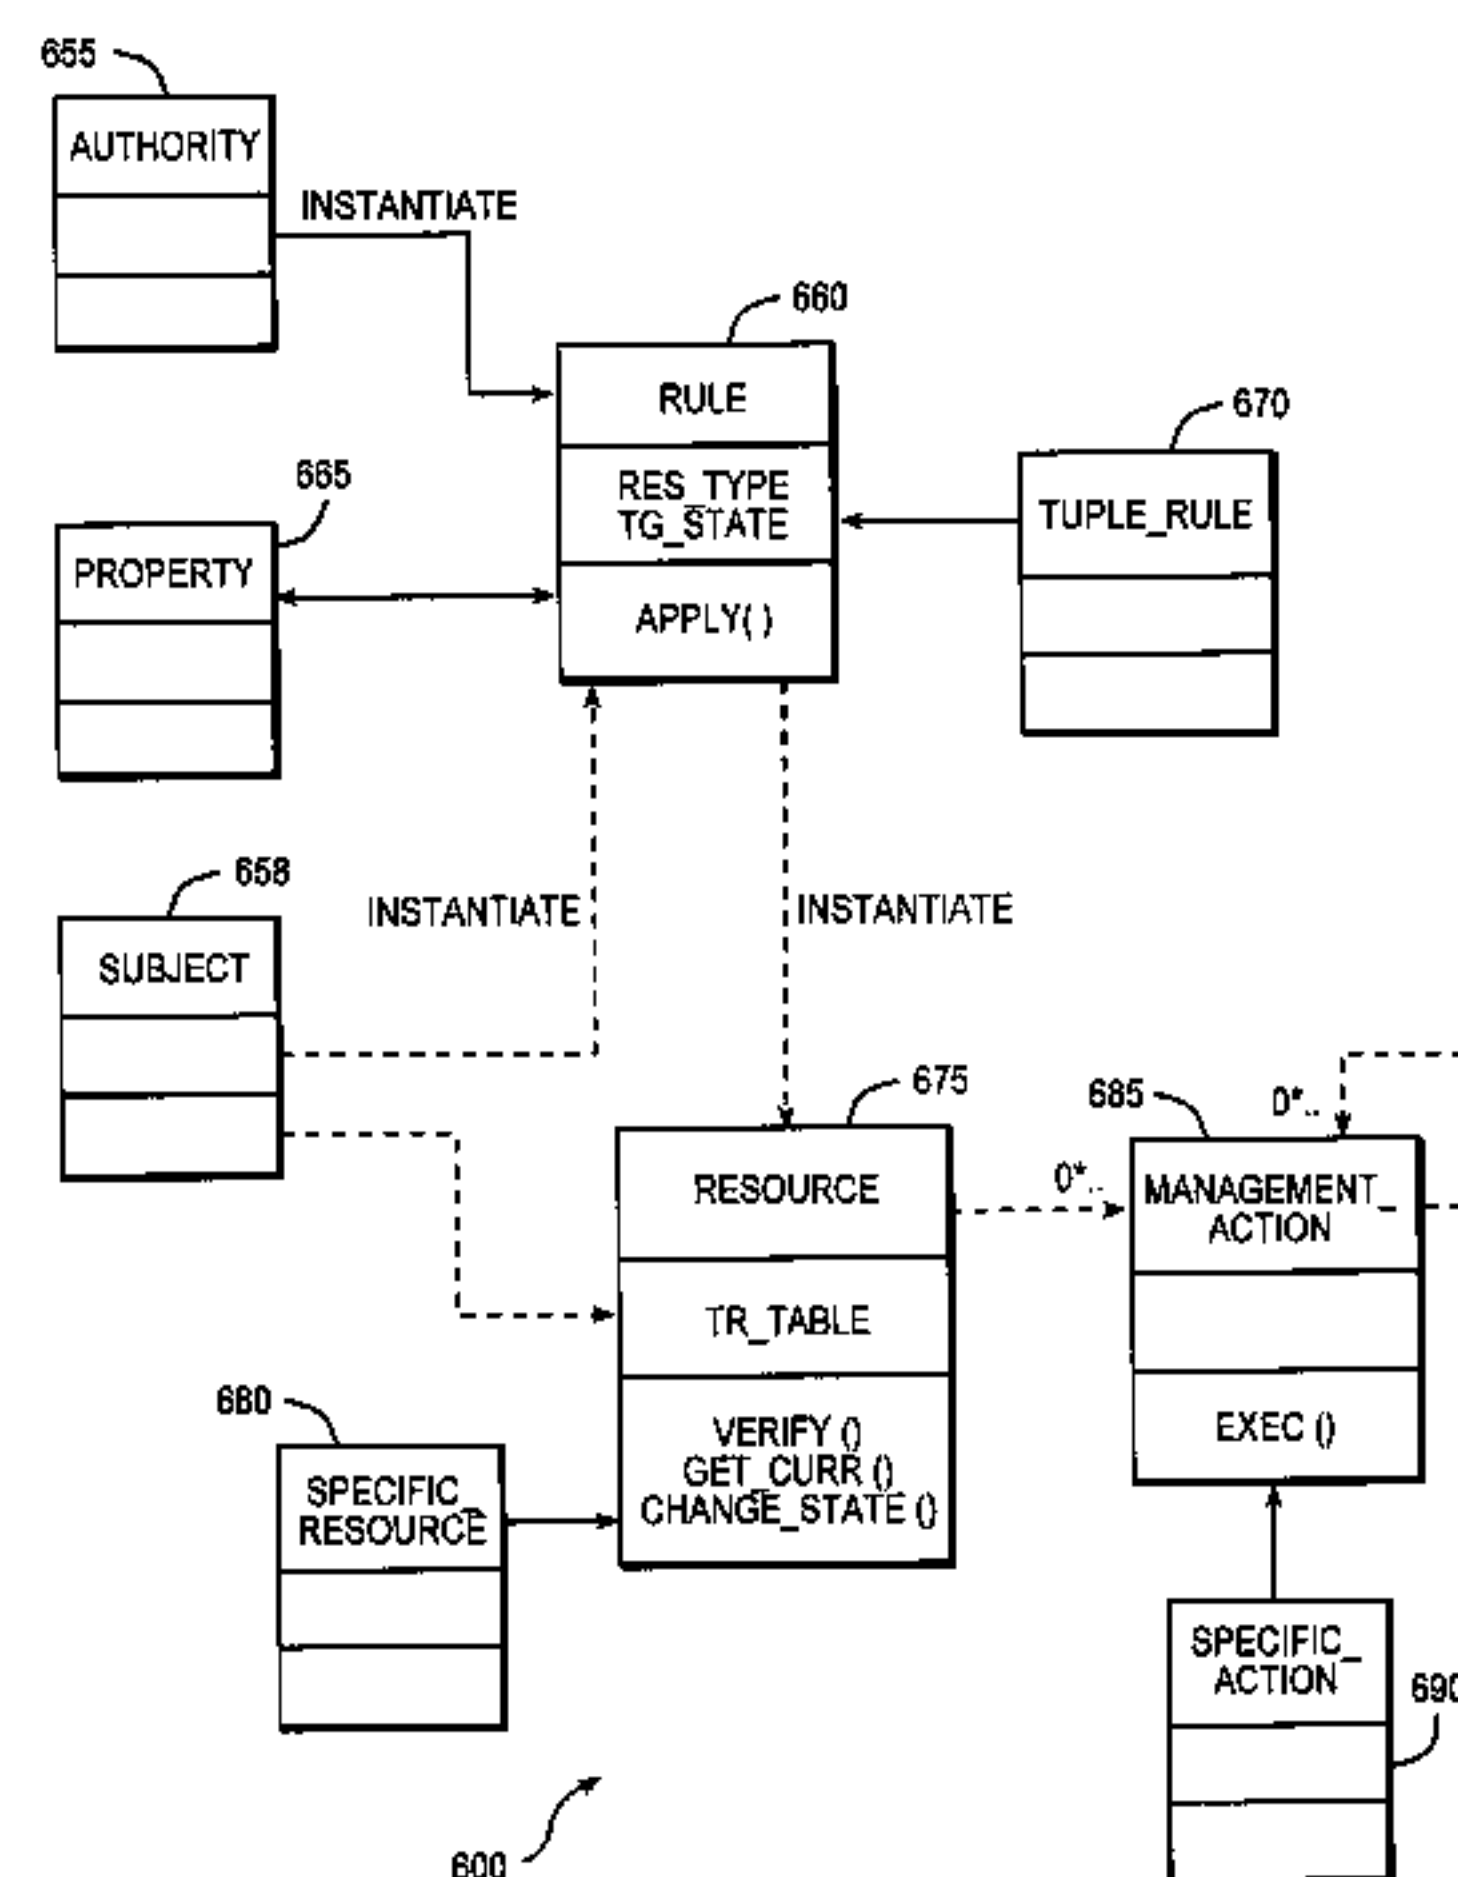 655
AUTHORITY
INSTANTIATE
660
RULE
RES_TYPE
TG_STATE
APPLY( )
670
TUPLE_RULE
665
PROPERTY
658
SUBJECT
INSTANTIATE
INSTANTIATE
675
RESOURCE
TR_TABLE
VERIFY ()
GET_CURR ()
CHANGE_STATE ()
0*..
685
0*..
MANAGEMENT_
ACTION
EXEC ()
680
SPECIFIC_
RESOURCE
SPECIFIC_
ACTION
690
600